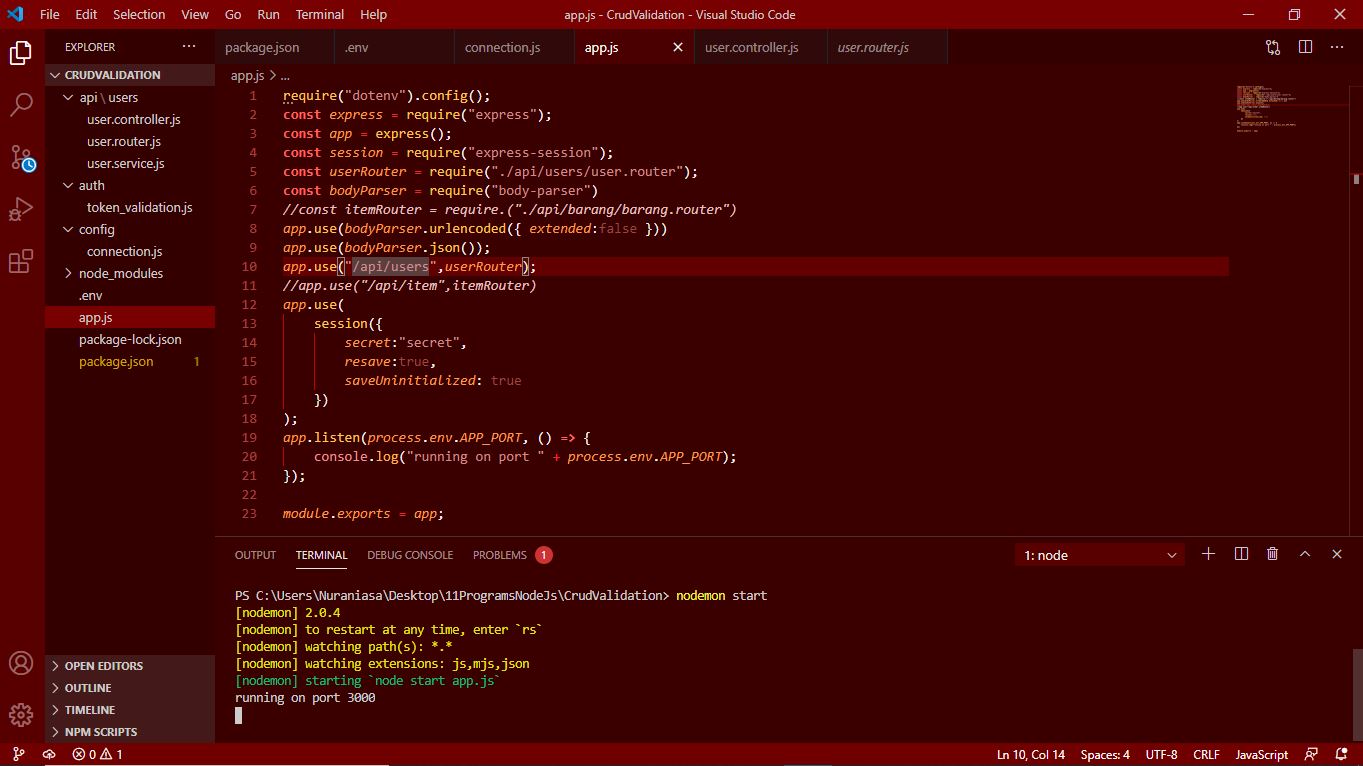 File Edit Selection View Go Run Terminal Help
app.js - CrudValidation - Visual Studio Code
EXPLORER
package.json
.env
connection.js
app.js
user.controller.js
user.router.js
CRUDVALIDATION
api \ users
user.controller.js
user.router.js
user.service.js
auth
token_validation.js
config
connection.js
node_modules
.env
app.js
package-lock.json
package.json 1
OPEN EDITORS
OUTLINE
TIMELINE
NPM SCRIPTS
app.js > ...
1 require("dotenv").config();
2 const express = require("express");
3 const app = express();
4 const session = require("express-session");
5 const userRouter = require("./api/users/user.router");
6 const bodyParser = require("body-parser")
7 //const itemRouter = require.("./api/barang/barang.router")
8 app.use(bodyParser.urlencoded({ extended:false }))
9 app.use(bodyParser.json());
10 app.use("/api/users",userRouter);
11 //app.use("/api/item",itemRouter)
12 app.use(
13 session({
14 secret:"secret",
15 resave:true,
16 saveUninitialized: true
17 })
18 );
19 app.listen(process.env.APP_PORT, () => {
20 console.log("running on port " + process.env.APP_PORT);
21 });
22
23 module.exports = app;
OUTPUT TERMINAL DEBUG CONSOLE PROBLEMS 1
1: node
PS C:\Users\Nuraniasa\Desktop\11ProgramsNodeJs\CrudValidation> nodemon start
[nodemon] 2.0.4
[nodemon] to restart at any time, enter `rs`
[nodemon] watching path(s): *.*
[nodemon] watching extensions: js,mjs,json
[nodemon] starting `node start app.js`
running on port 3000
0 1
Ln 10, Col 14 Spaces: 4 UTF-8 CRLF JavaScript